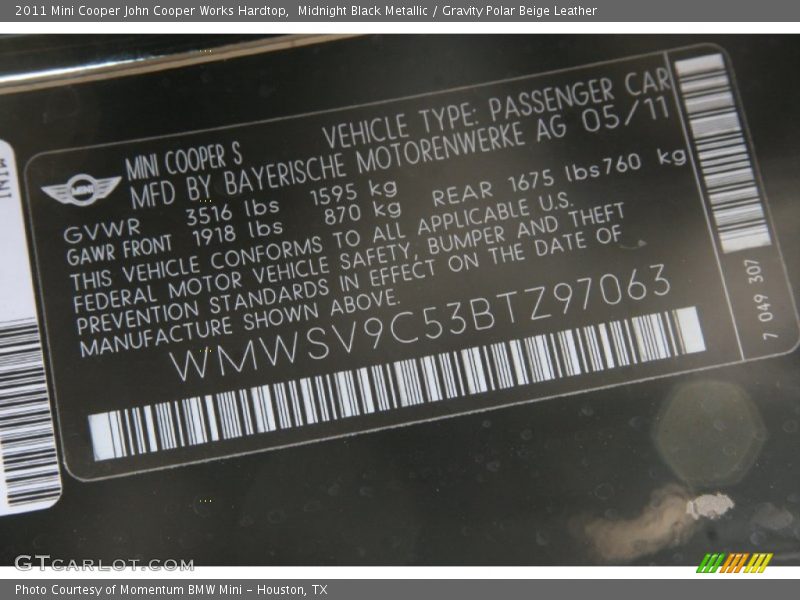 2011 Mini Cooper John Cooper Works Hardtop,  Midnight Black Metallic / Gravity Polar Beige Leather
MINI
MINI
MINI COOPER S
VEHICLE TYPE: PASSENGER CAR
MFD BY BAYERISCHE MOTORENWERKE AG 05/11
GVWR 3516 lbs 1595 kg
GAWR FRONT 1918 lbs 870 kg REAR 1675 lbs 760 kg
THIS VEHICLE CONFORMS TO ALL APPLICABLE U.S.
FEDERAL MOTOR VEHICLE SAFETY, BUMPER AND THEFT
PREVENTION STANDARDS IN EFFECT ON THE DATE OF
MANUFACTURE SHOWN ABOVE.
WMWSV9C53BTZ97063
7 049 307
GTCARLOT.COM
Photo Courtesy of Momentum BMW Mini - Houston, TX